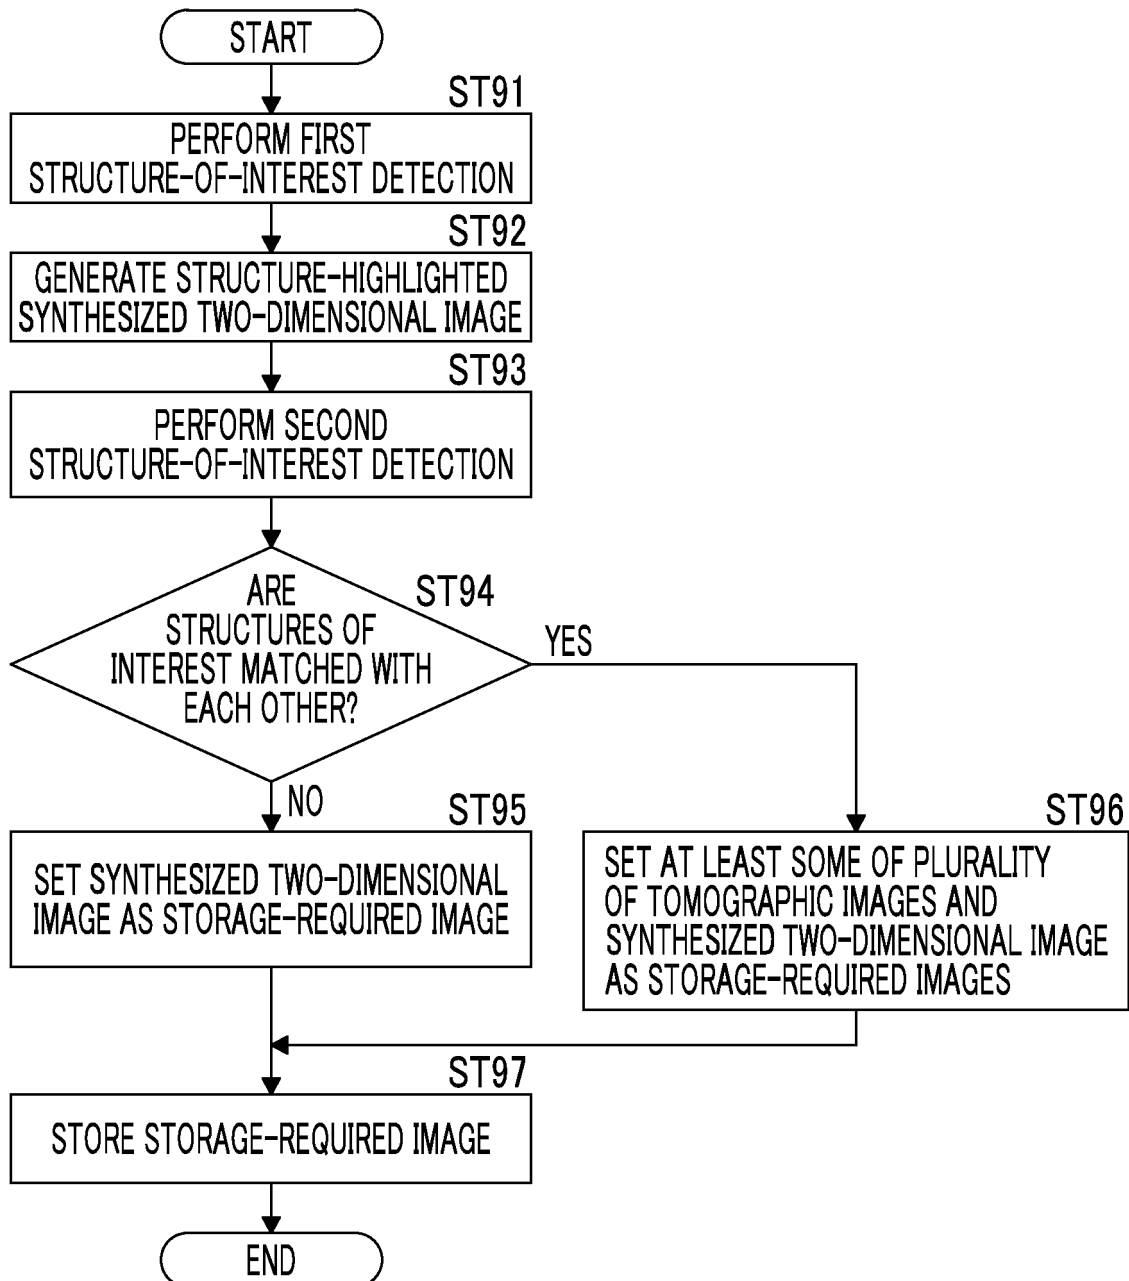 START
ST91
PERFORM FIRST
STRUCTURE-OF-INTEREST DETECTION
ST92
GENERATE STRUCTURE-HIGHLIGHTED
SYNTHESIZED TWO-DIMENSIONAL IMAGE
ST93
PERFORM SECOND
STRUCTURE-OF-INTEREST DETECTION
ST94
ARE
STRUCTURES OF
INTEREST MATCHED WITH
EACH OTHER?
YES
NO
ST95
SET SYNTHESIZED TWO-DIMENSIONAL
IMAGE AS STORAGE-REQUIRED IMAGE
ST96
SET AT LEAST SOME OF PLURALITY
OF TOMOGRAPHIC IMAGES AND
SYNTHESIZED TWO-DIMENSIONAL IMAGE
AS STORAGE-REQUIRED IMAGES
ST97
STORE STORAGE-REQUIRED IMAGE
END